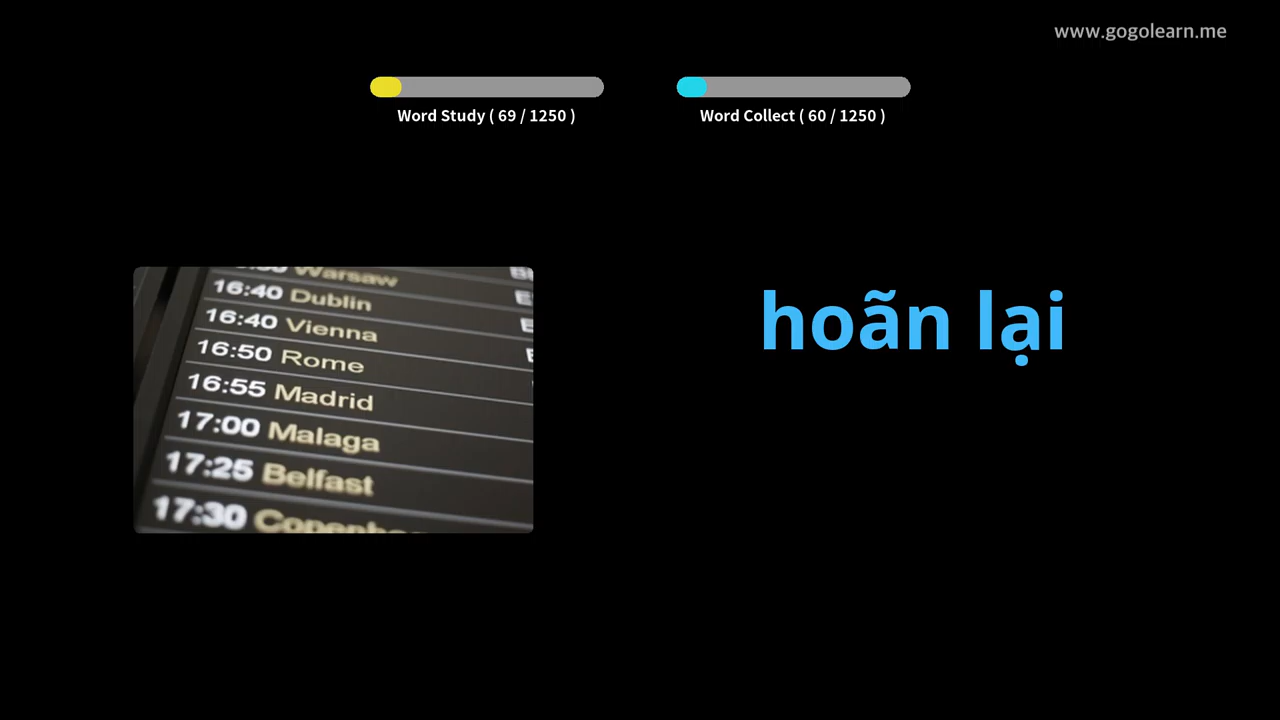 www.gogolearn.me
Word Study ( 69 / 1250 )
Word Collect ( 60 / 1250 )
hoãn lại
Warsaw
16:40 Dublin
16:40 Vienna
16:50 Rome
16:55 Madrid
17:00 Malaga
17:25 Belfast
17:30